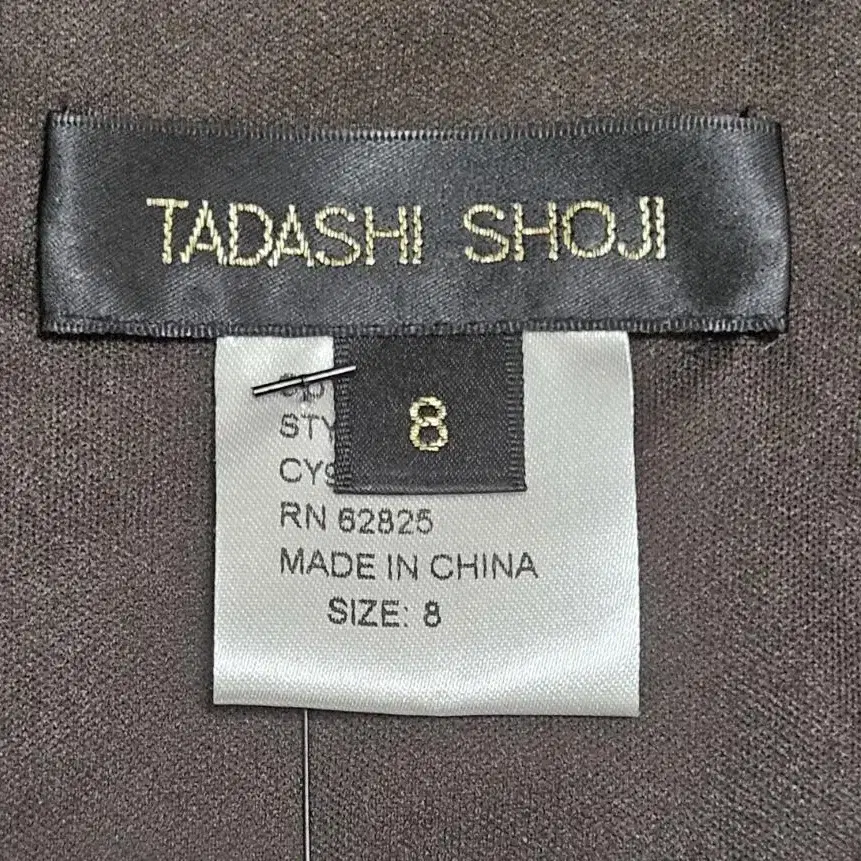 TADASHI SHOJI
8
RN 62825
MADE IN CHINA
SIZE: 8